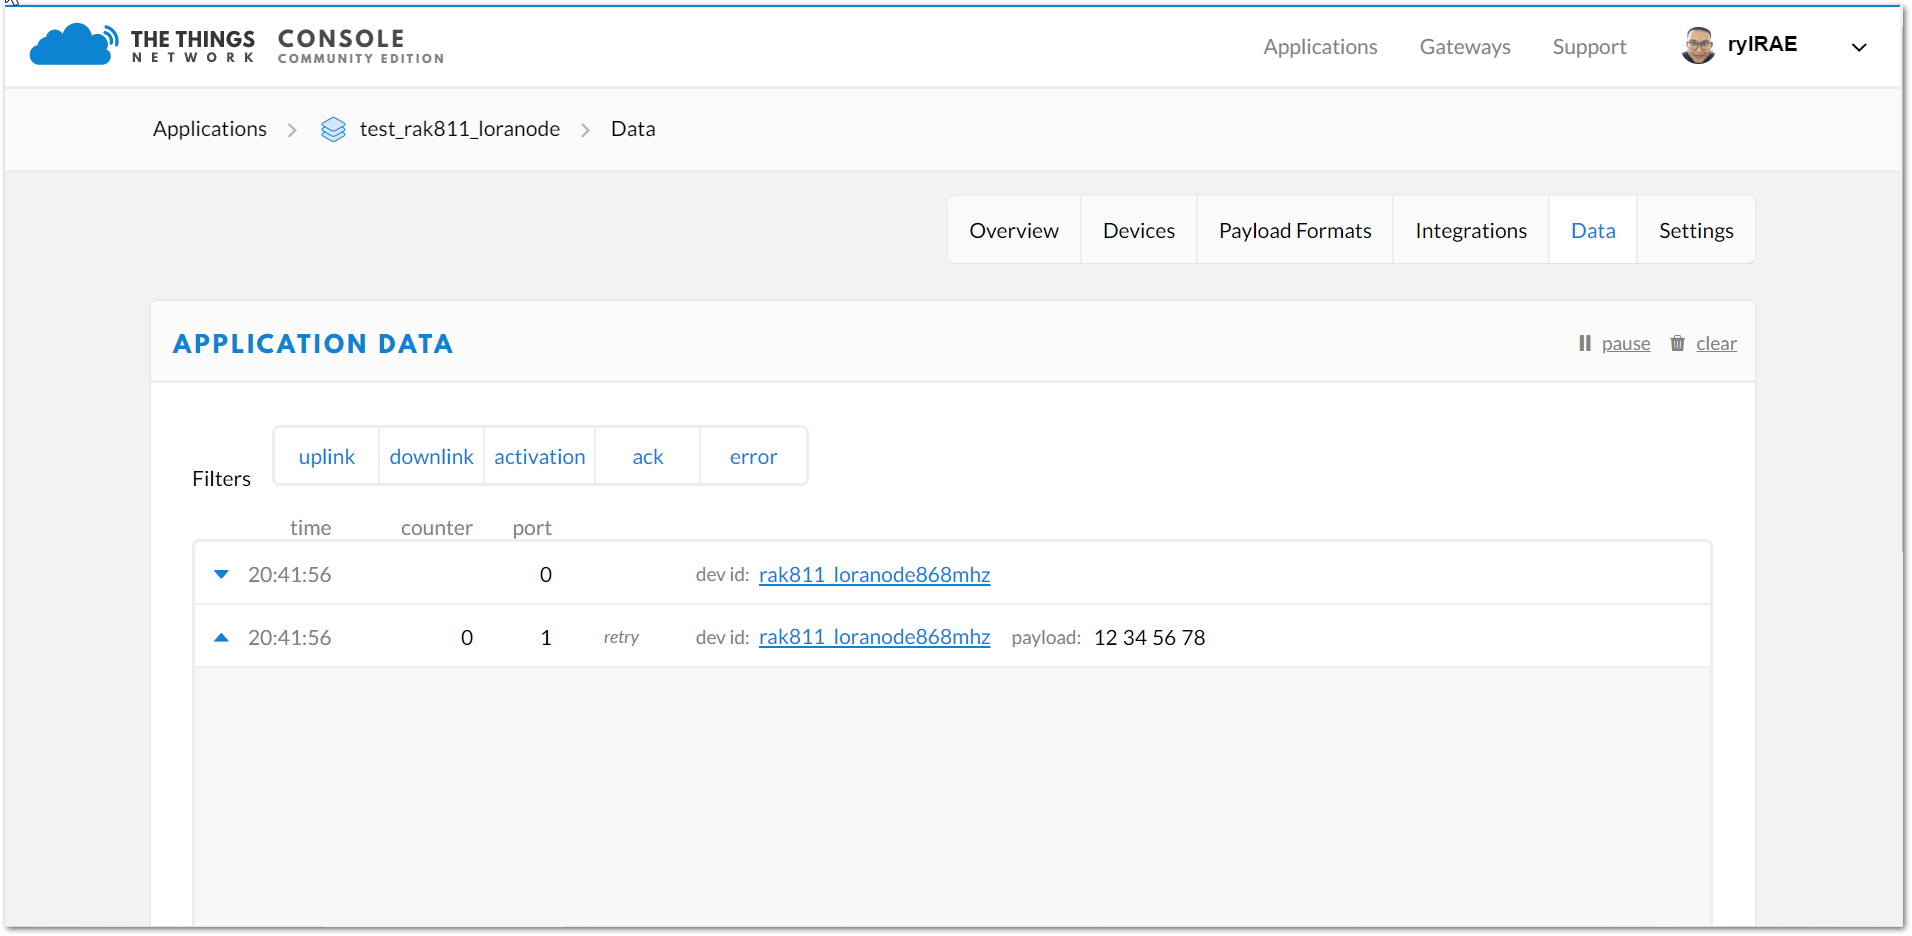 THE THINGS NETWORK CONSOLE COMMUNITY EDITION
Applications Gateways Support ryIRAE
Applications test_rak811_loranode Data
Overview Devices Payload Formats Integrations Data Settings
APPLICATION DATA pause clear
Filters uplink downlink activation ack error
time counter port
20:41:56 0 dev id: rak811_loranode868mhz
20:41:56 0 1 retry dev id: rak811_loranode868mhz payload: 12 34 56 78